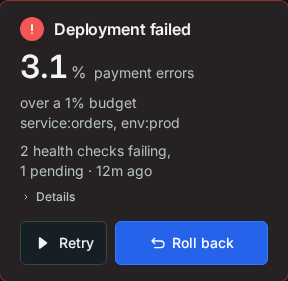 Deployment failed
3.1 % payment errors
over a 1% budget
service:orders, env:prod
2 health checks failing,
1 pending · 12m ago
Details
Retry
Roll back